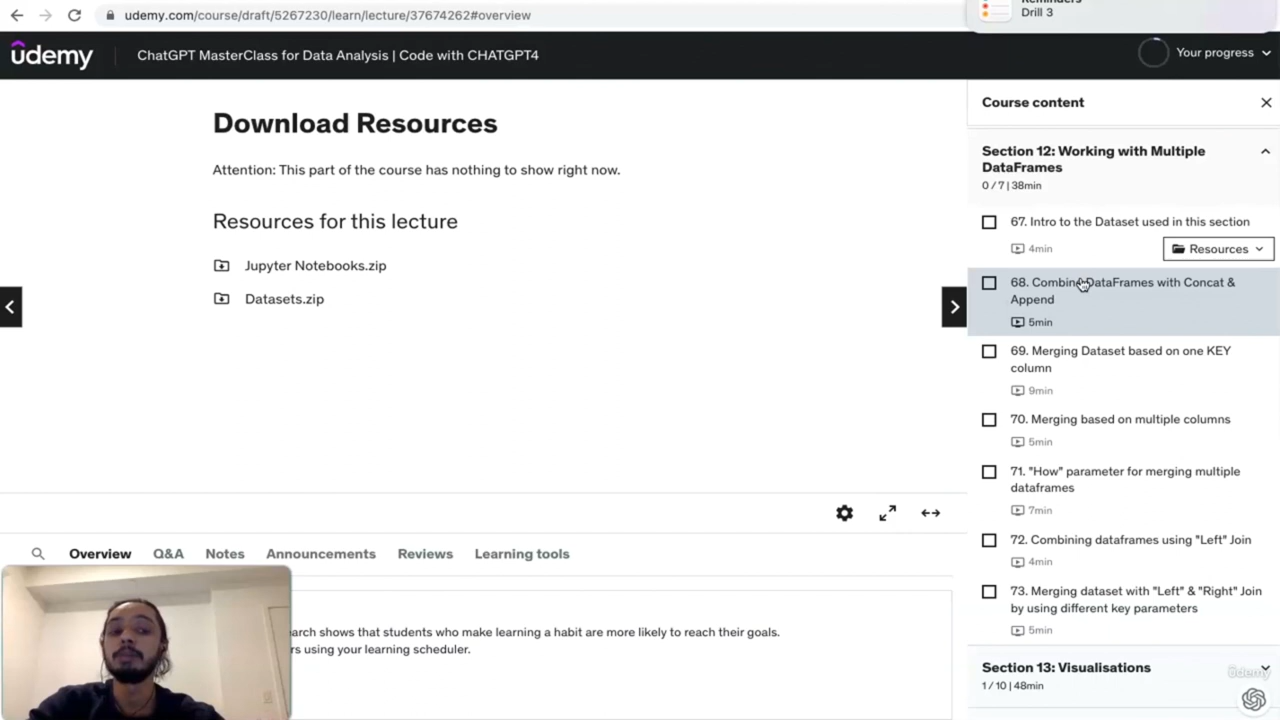 udemy.com/course/draft/5267230/learn/lecture/37674262#overview
Reminders
Drill 3
ûdemy
ChatGPT MasterClass for Data Analysis | Code with CHATGPT4
Your progress
Download Resources
Attention: This part of the course has nothing to show right now.
Resources for this lecture
Jupyter Notebooks.zip
Datasets.zip
Overview
Q&A
Notes
Announcements
Reviews
Learning tools
shows that students who make learning a habit are more likely to reach their goals.
using your learning scheduler.
Course content
Section 12: Working with Multiple
DataFrames
0 / 7 | 38min
67. Intro to the Dataset used in this section
4min
Resources
68. Combine DataFrames with Concat &
Append
5min
69. Merging Dataset based on one KEY
column
9min
70. Merging based on multiple columns
5min
71. "How" parameter for merging multiple
dataframes
7min
72. Combining dataframes using "Left" Join
4min
73. Merging dataset with "Left" & "Right" Join
by using different key parameters
5min
Section 13: Visualisations
1 / 10 | 48min
ûdemy